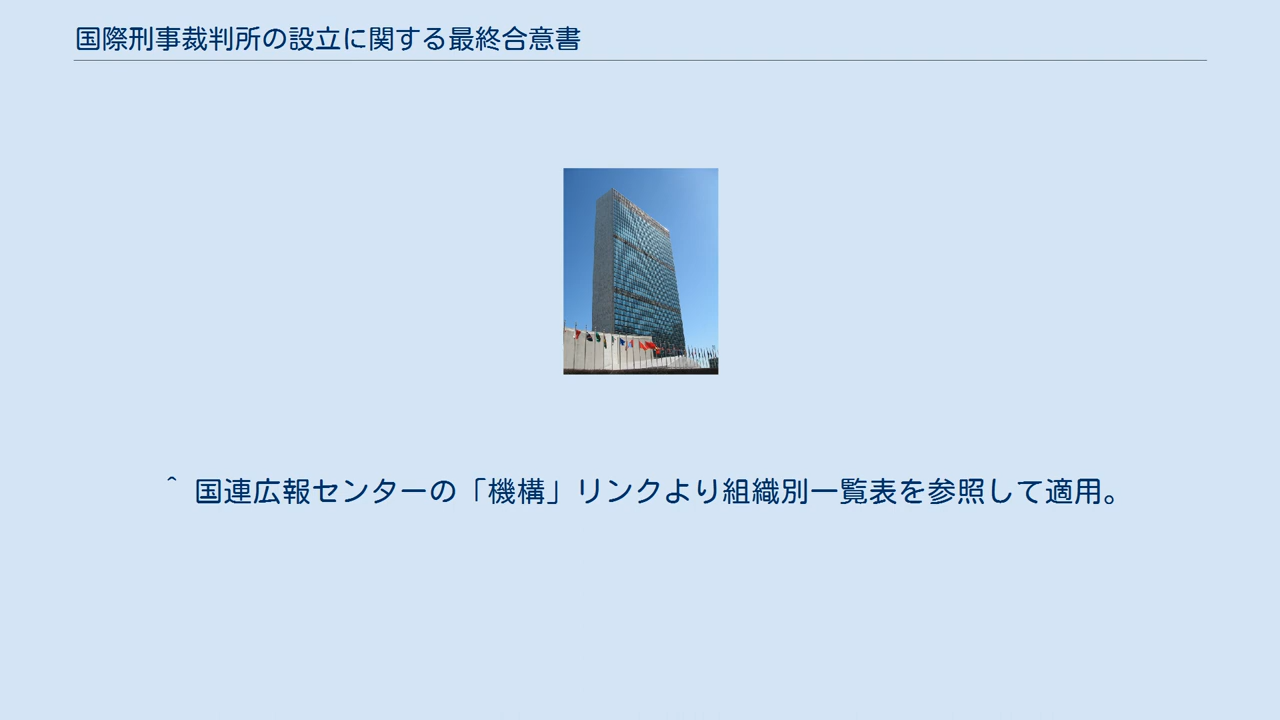 国際刑事裁判所の設立に関する最終合意書
^ 国連広報センターの「機構」リンクより組織別一覧表を参照して適用。